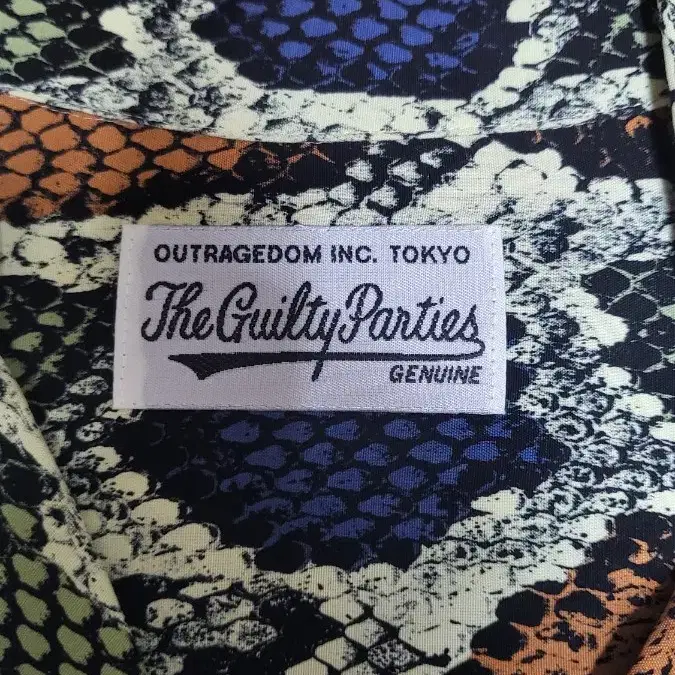 OUTRAGEDOM INC. TOKYO
The Guilty Parties
GENUINE